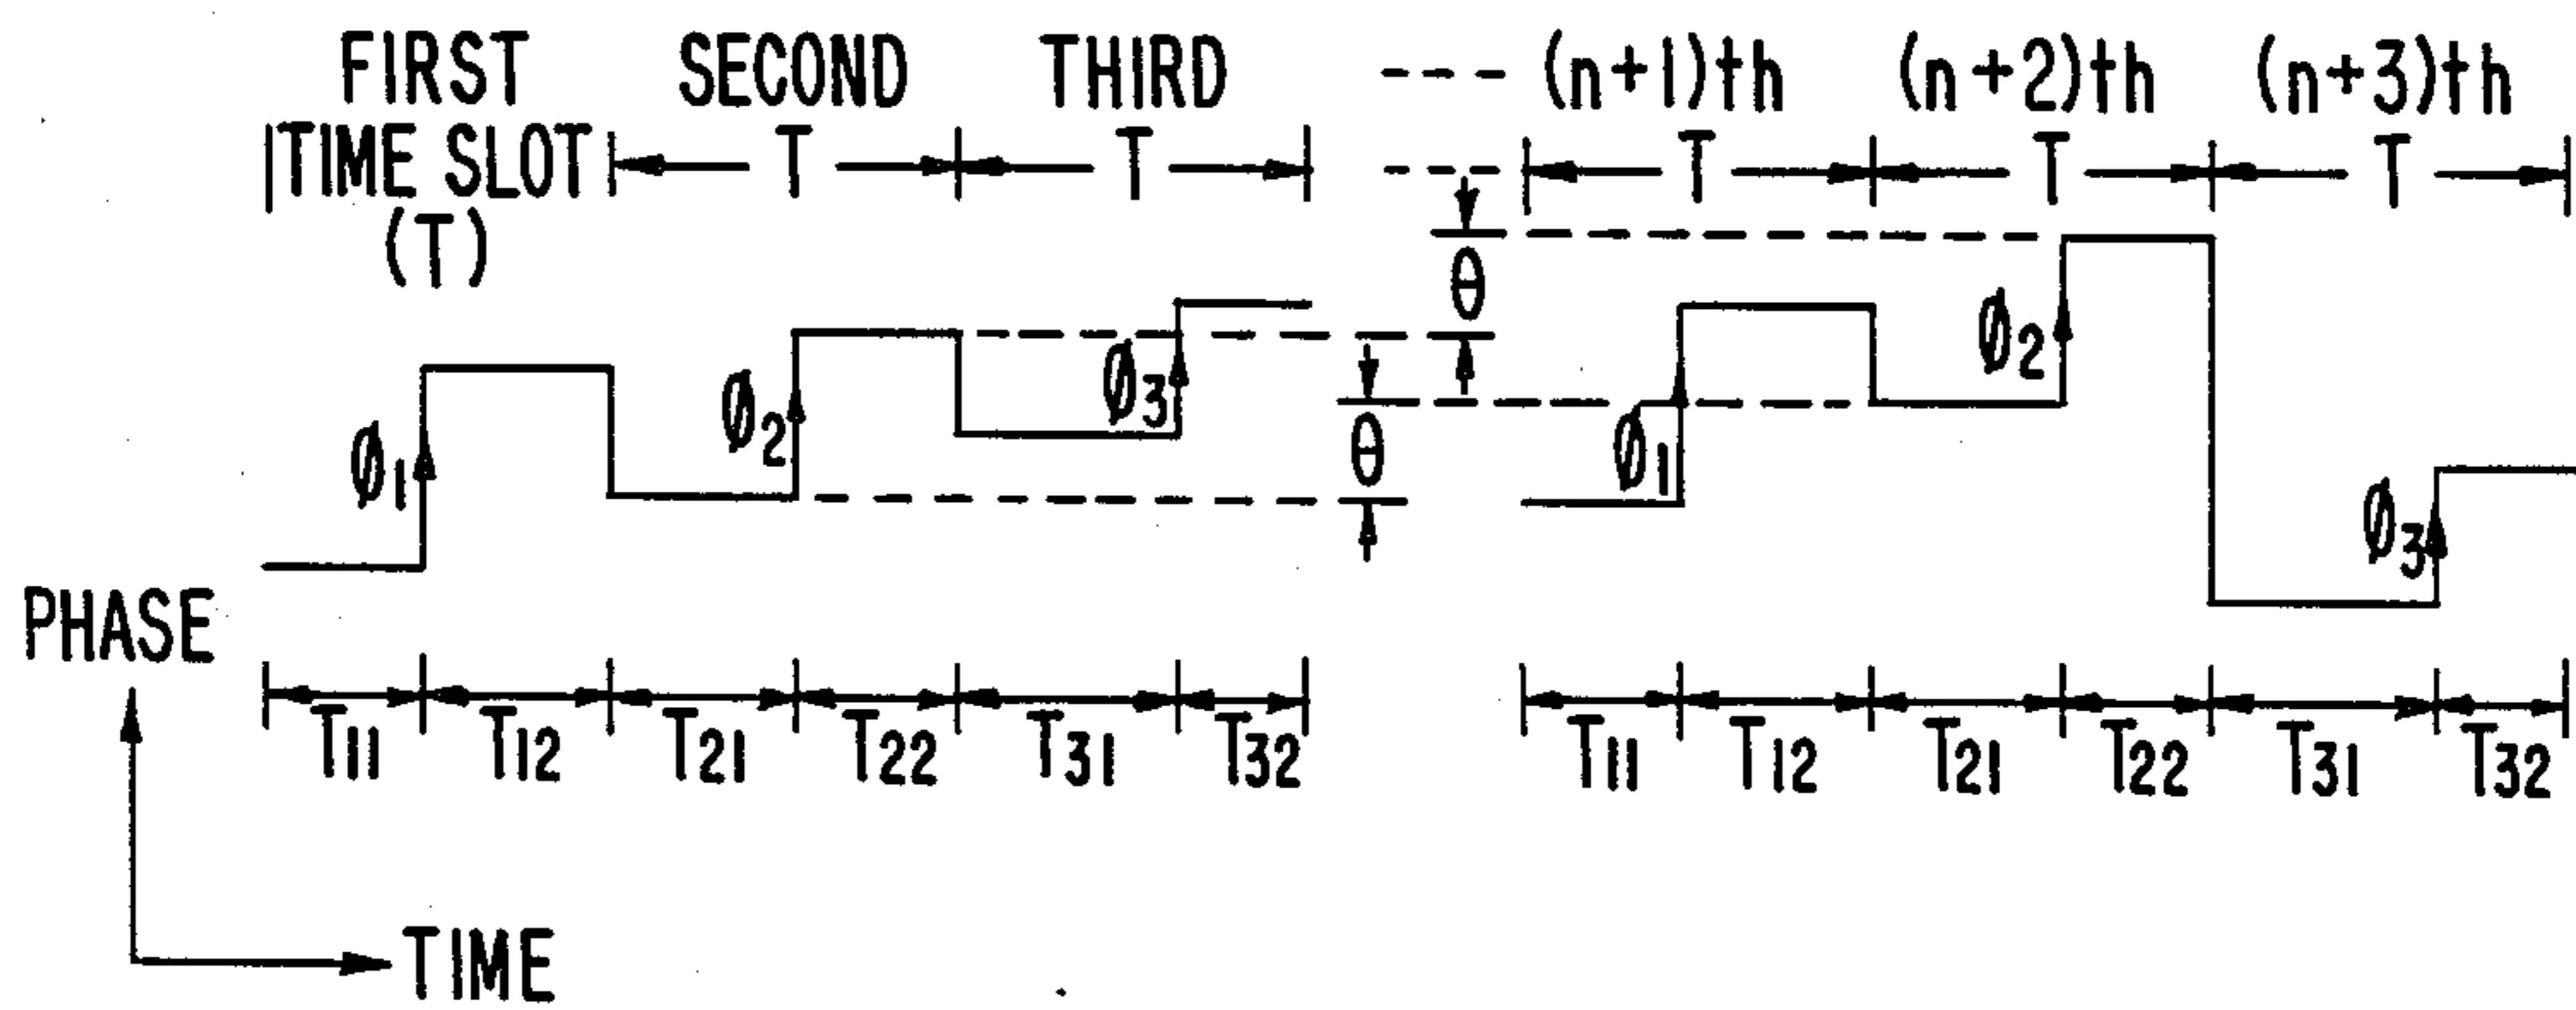 FIRST SECOND THIRD --- (n+1)th (n+2)th (n+3)th
TIME SLOT T T --- T T T
(T)
θ
ø2
ø3
ø2
ø1
θ
ø1
ø3
PHASE
T11 T12 T21 T22 T31 T32 T11 T12 T21 T22 T31 T32
TIME